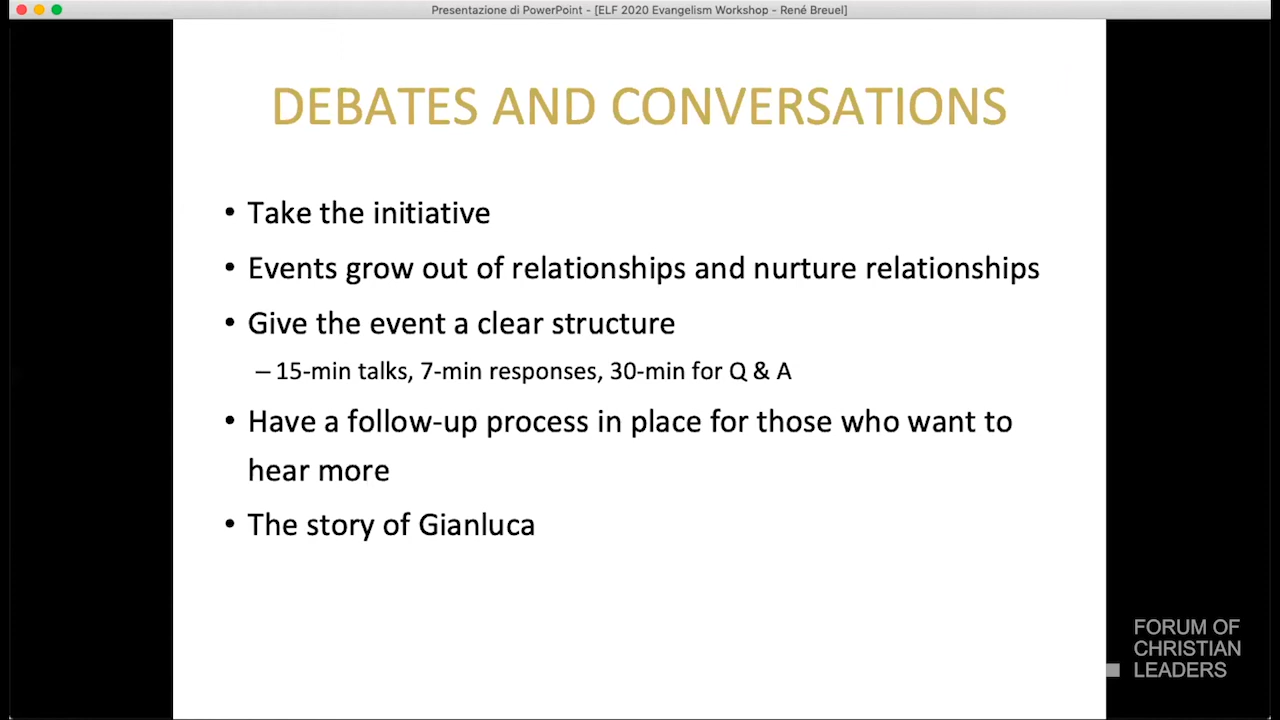 Presentazione di PowerPoint - [ELF 2020 Evangelism Workshop - René Breuel]
DEBATES AND CONVERSATIONS
• Take the initiative
• Events grow out of relationships and nurture relationships
• Give the event a clear structure
– 15-min talks, 7-min responses, 30-min for Q & A
• Have a follow-up process in place for those who want to
hear more
• The story of Gianluca
FORUM OF
CHRISTIAN
LEADERS